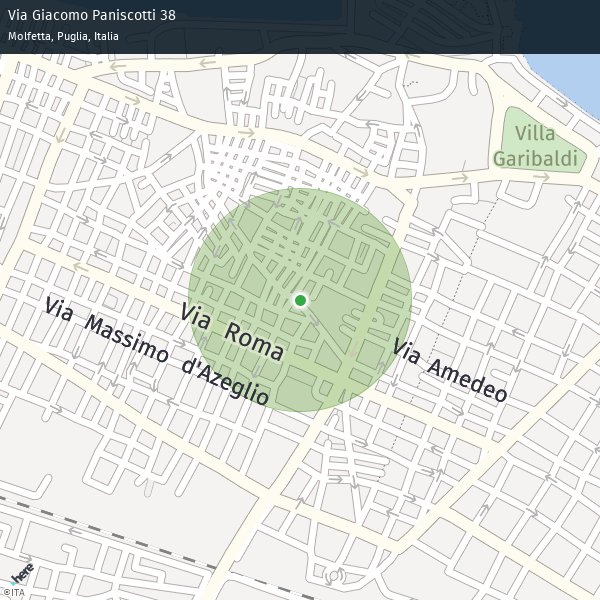 Via Giacomo Paniscotti 38
Molfetta, Puglia, Italia
Villa
Garibaldi
Via Massimo d'Azeglio
Via Roma
Via Amedeo
here
©ITA